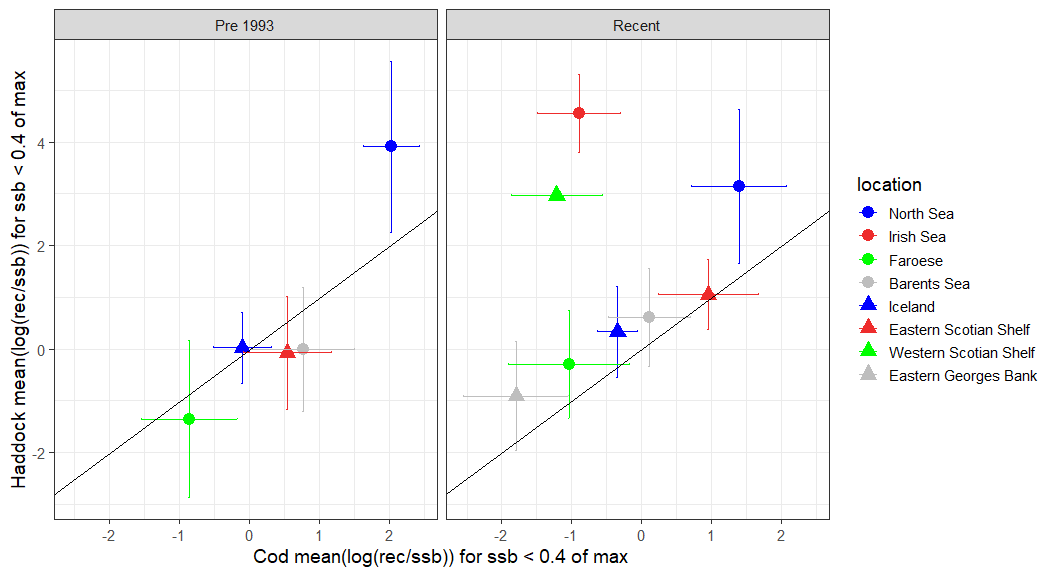 Pre 1993
Recent
Haddock mean(log(rec/ssb)) for ssb < 0.4 of max
4
2
0
-2
-2
-1
0
1
2
-2
-1
0
1
2
Cod mean(log(rec/ssb)) for ssb < 0.4 of max
location
North Sea
Irish Sea
Faroese
Barents Sea
Iceland
Eastern Scotian Shelf
Western Scotian Shelf
Eastern Georges Bank